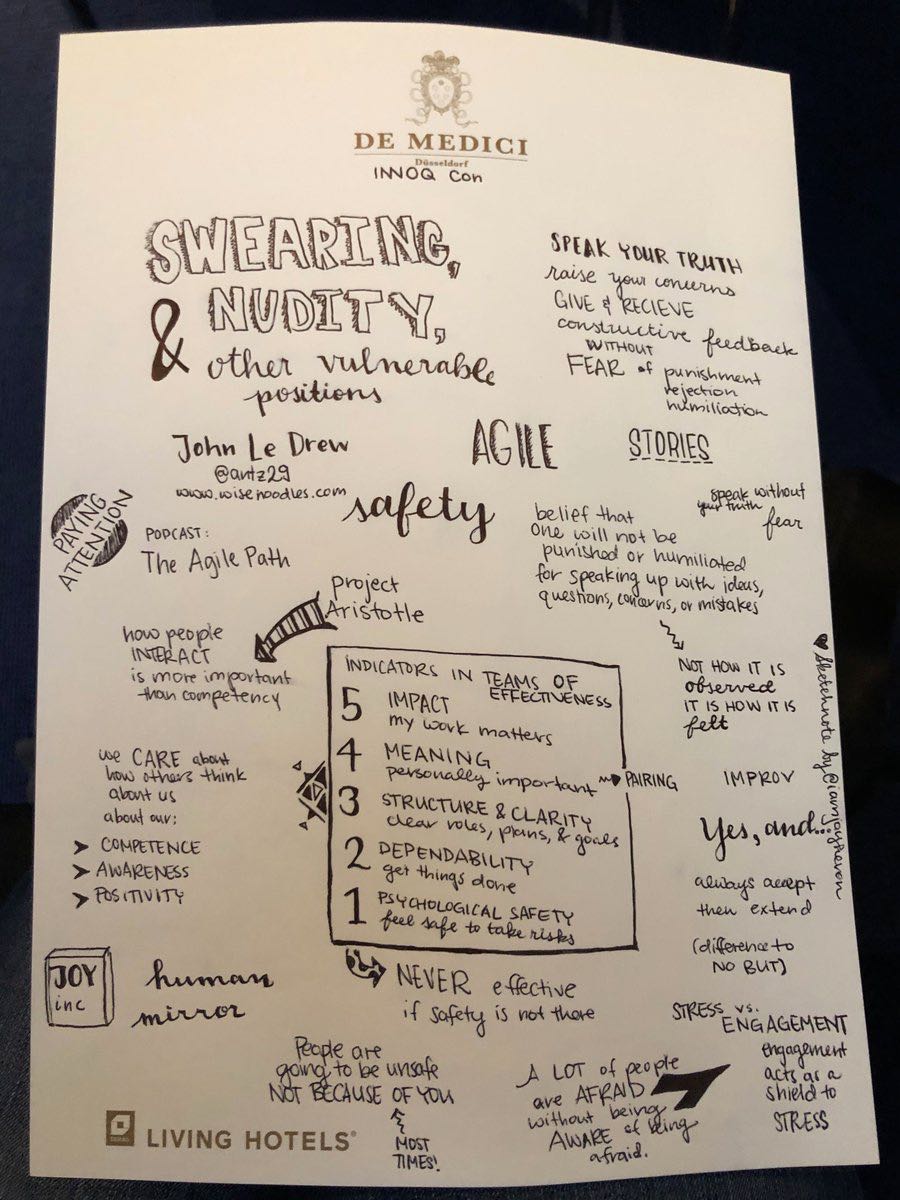 DE MEDICI
Düsseldorf
INNOQ Con
SWEARING,
NUDITY,
& other vulnerable
positions
John Le Drew
@antz29
www.wisenoodles.com
SPEAK YOUR TRUTH
raise your concerns
GIVE & RECIEVE
constructive feedback
WITHOUT
FEAR of punishment
rejection
humiliation
AGILE
STORIES
safety
PAYING
ATTENTION
PODCAST:
The Agile Path
speak without
your truth
fear
belief that
one will not be
punished or humiliated
for speaking up with ideas,
questions, concerns, or mistakes
NOT HOW IT IS
observed
IT IS HOW IT IS
felt
Project
Aristotle
how people
INTERACT
is more important
than competency
INDICATORS IN TEAMS OF
EFFECTIVENESS
5 IMPACT
my work matters
4 MEANING
personally important
3 STRUCTURE & CLARITY
clear roles, plans, & goals
2 DEPENDABILITY
get things done
1 PSYCHOLOGICAL SAFETY
feel safe to take risks
we CARE about
how others think
about us
about our:
COMPETENCE
AWARENESS
POSITIVITY
PAIRING
IMPROV
Yes, and...
always accept
then extend
(difference to
NO BUT)
sketchnote by @iamjayshevon
JOY
inc
human
mirror
NEVER effective
if safety is not there
STRESS vs.
ENGAGEMENT
engagement
acts as a
shield to
STRESS
People are
going to be unsafe
NOT BECAUSE OF YOU
MOST
TIMES!
A LOT of people
are AFRAID
without being
AWARE of being
afraid.
LIVING HOTELS®